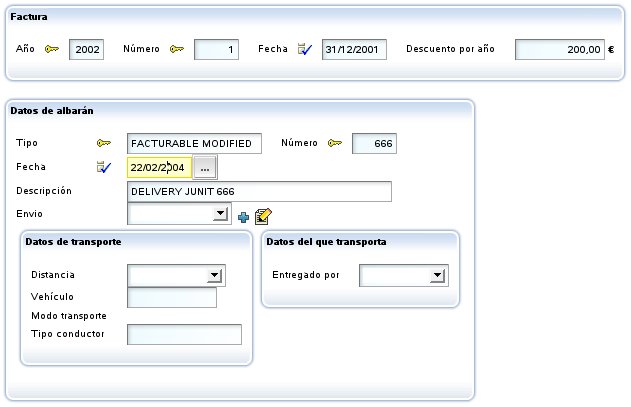 Factura
Año 2002 Número 1 Fecha 31/12/2001 Descuento por año 200,00 €
Datos de albarán
Tipo FACTURABLE MODIFIED Número 666
Fecha 22/02/2004 ...
Descripción DELIVERY JUNIT 666
Envio
Datos de transporte Datos del que transporta
Distancia Entregado por
Vehículo
Modo transporte
Tipo conductor